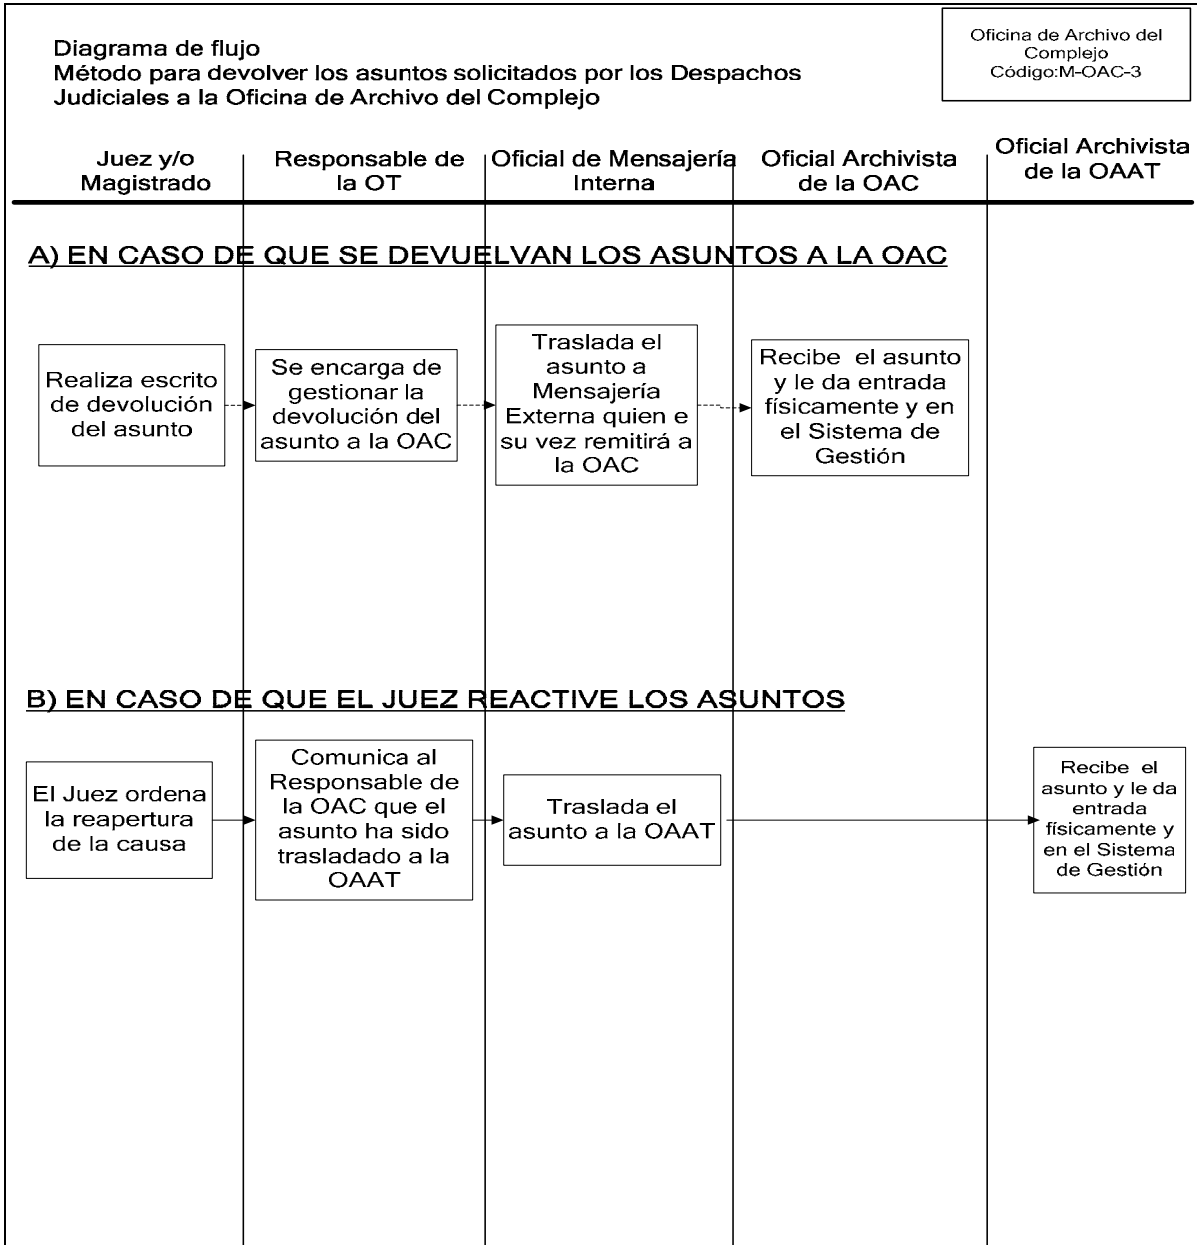 Diagrama de flujo
Método para devolver los asuntos solicitados por los Despachos
Judiciales a la Oficina de Archivo del Complejo
Oficina de Archivo del
Complejo
Código:M-OAC-3
Juez y/o
Magistrado
Responsable de
la OT
Oficial de Mensajería
Interna
Oficial Archivista
de la OAC
Oficial Archivista
de la OAAT
A) EN CASO DE QUE SE DEVUELVAN LOS ASUNTOS A LA OAC
Realiza escrito
de devolución
del asunto
Se encarga de
gestionar la
devolución del
asunto a la OAC
Traslada el
asunto a
Mensajería
Externa quien e
su vez remitirá a
la OAC
Recibe el asunto
y le da entrada
físicamente y en
el Sistema de
Gestión
B) EN CASO DE QUE EL JUEZ REACTIVE LOS ASUNTOS
El Juez ordena
la reapertura
de la causa
Comunica al
Responsable de
la OAC que el
asunto ha sido
trasladado a la
OAAT
Traslada el
asunto a la OAAT
Recibe el
asunto y le da
entrada
físicamente y
en el Sistema
de Gestión